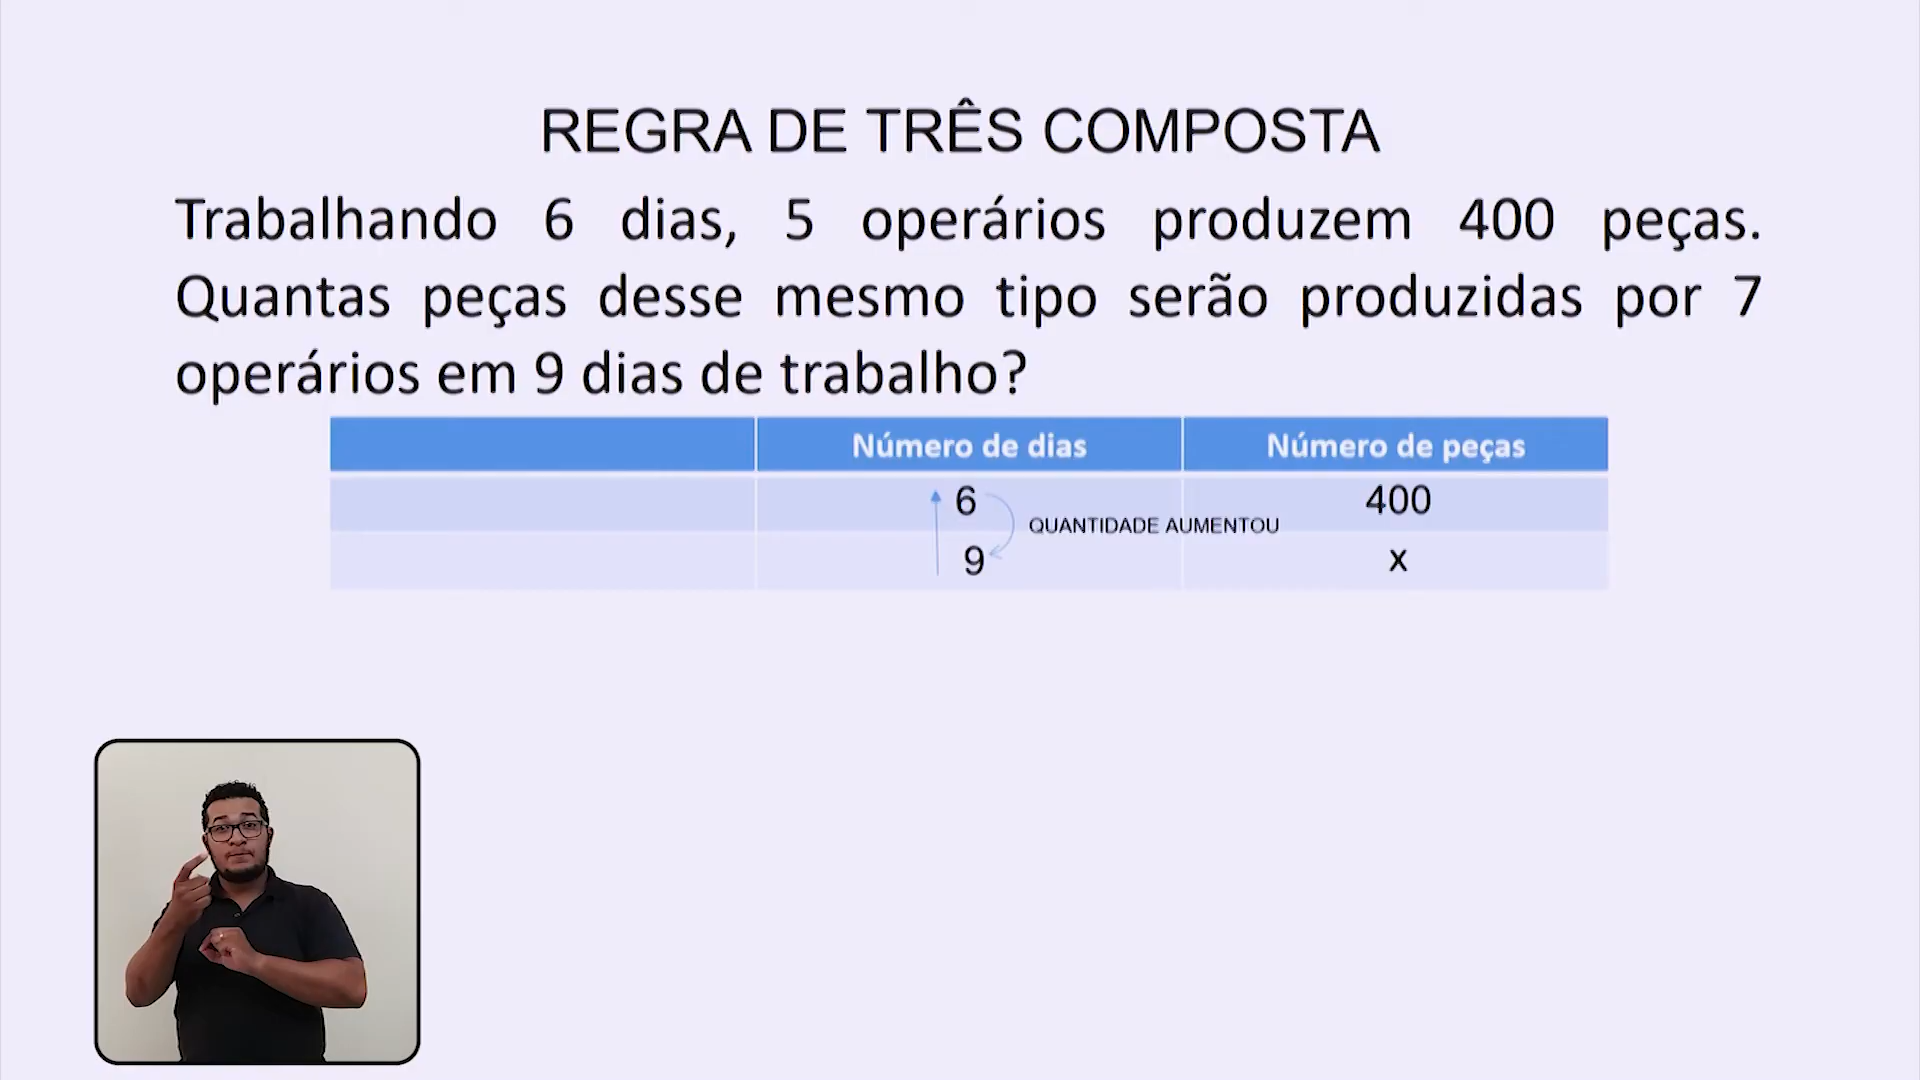 REGRA DE TRÊS COMPOSTA
Trabalhando 6 dias, 5 operários produzem 400 peças.
Quantas peças desse mesmo tipo serão produzidas por 7
operários em 9 dias de trabalho?
Número de dias Número de peças
6 400
QUANTIDADE AUMENTOU
9 x